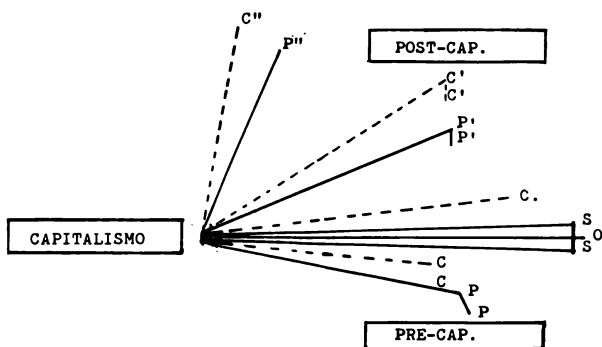 C"
P"
POST-CAP.
C'
C'
P'
P'
C.
S
O
CAPITALISMO
S
C
C
P
P
PRE-CAP.